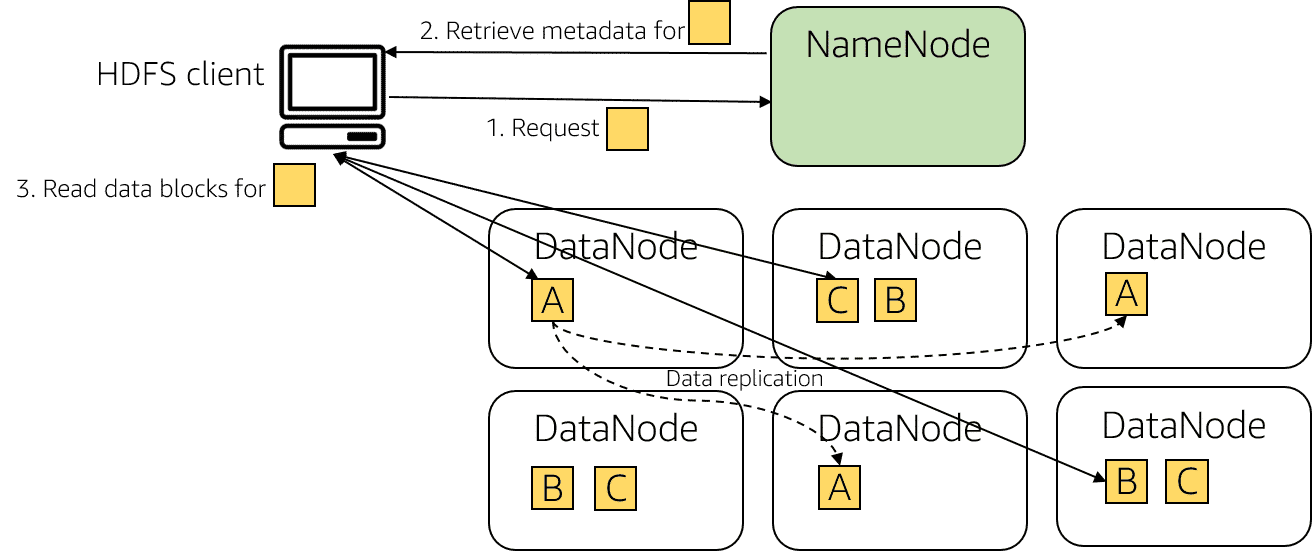 2. Retrieve metadata for
NameNode
HDFS client
1. Request
3. Read data blocks for
DataNode
DataNode
DataNode
A
C B
A
Data replication
DataNode
DataNode
DataNode
B C
A
B C